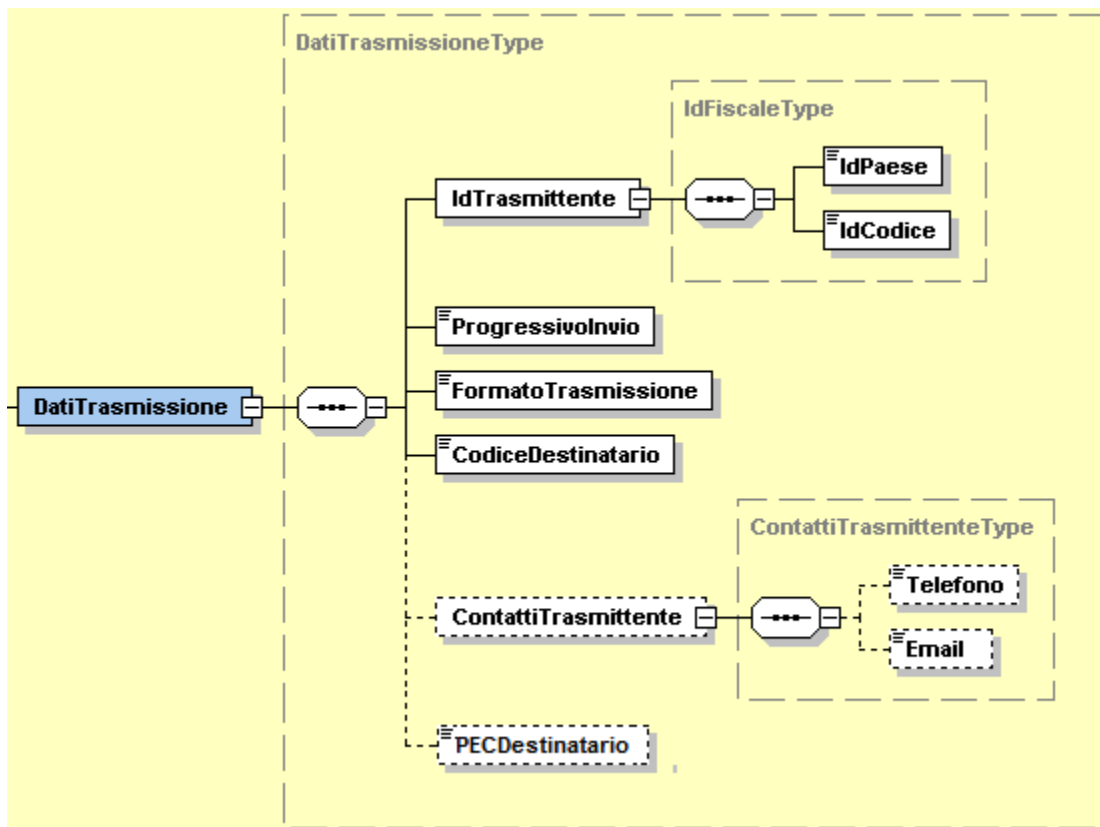 DatiTrasmissioneType
IdFiscaleType
IdPaese
IdTrasmittente
IdCodice
ProgressivoInvio
FormatoTrasmissione
DatiTrasmissione
CodiceDestinatario
ContattiTrasmittenteType
Telefono
ContattiTrasmittente
Email
PECDestinatario